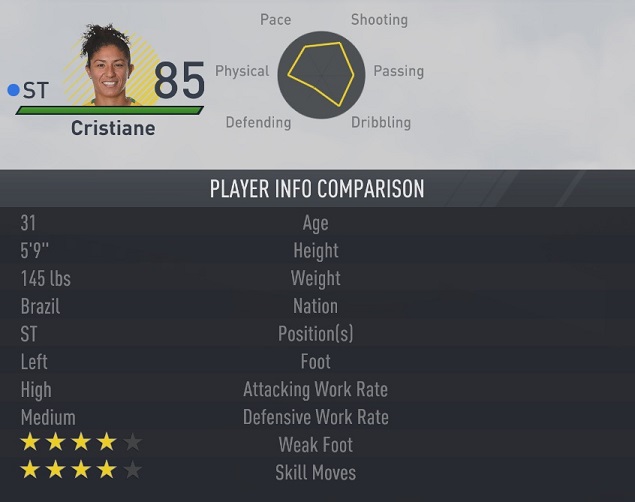 Pace Shooting
ST 85 Physical Passing
Cristiane Defending Dribbling
PLAYER INFO COMPARISON
31 Age
5'9" Height
145 lbs Weight
Brazil Nation
ST Position(s)
Left Foot
High Attacking Work Rate
Medium Defensive Work Rate
Weak Foot
Skill Moves